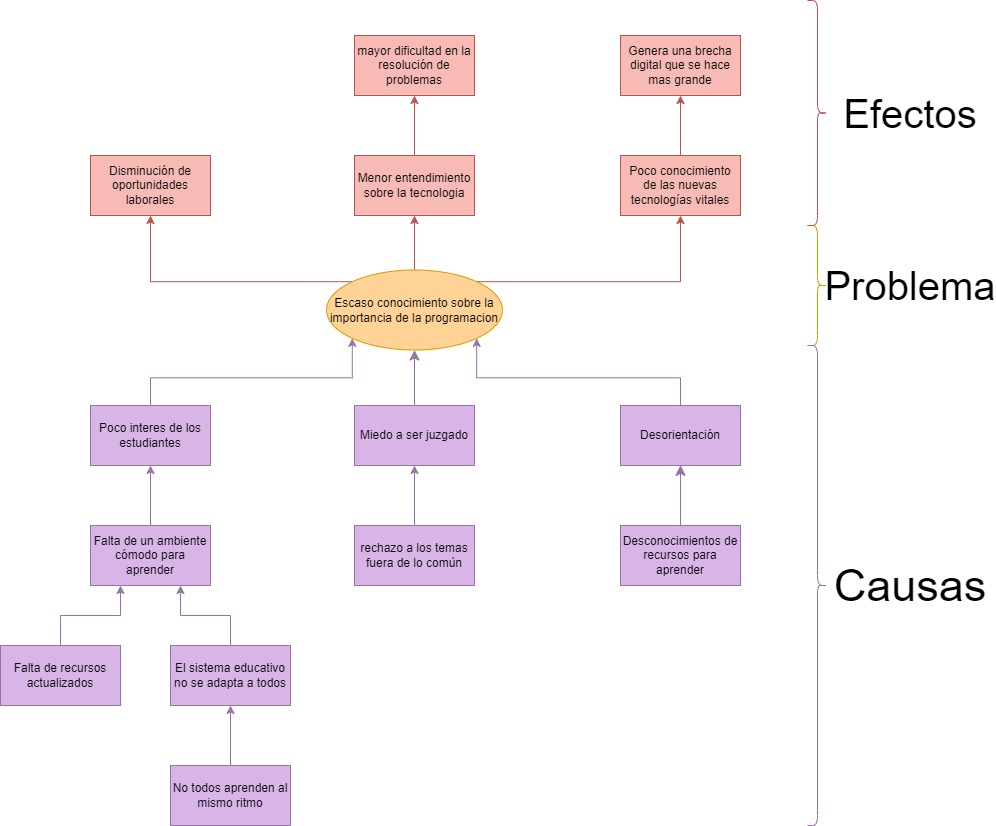 mayor dificultad en la
resolución de
problemas
Genera una brecha
digital que se hace
mas grande
Efectos
Disminución de
oportunidades
laborales
Menor entendimiento
sobre la tecnologia
Poco conocimiento
de las nuevas
tecnologías vitales
Problema
Escaso conocimiento sobre la
importancia de la programacion
Poco interes de los
estudiantes
Miedo a ser juzgado
Desorientación
Falta de un ambiente
cómodo para
aprender
rechazo a los temas
fuera de lo común
Desconocimientos de
recursos para
aprender
Causas
Falta de recursos
actualizados
El sistema educativo
no se adapta a todos
No todos aprenden al
mismo ritmo